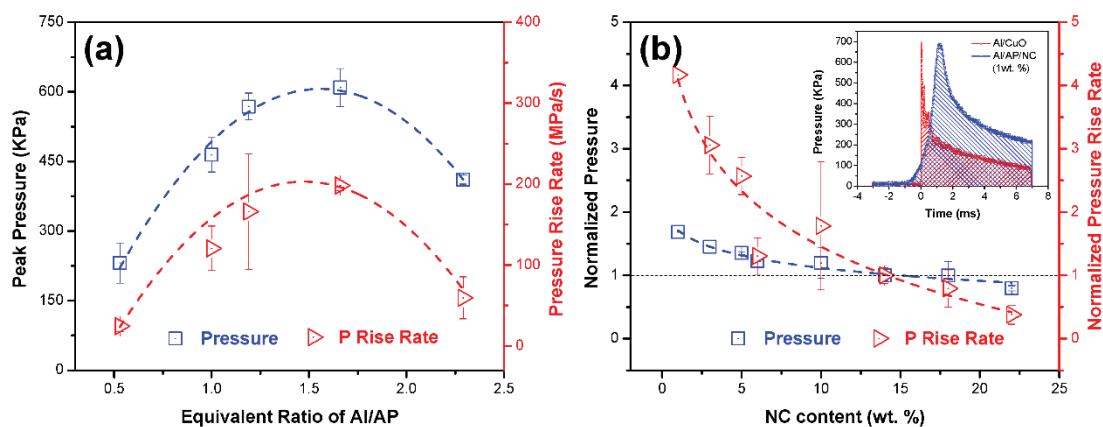 (a)
Peak Pressure (KPa)
750
600
450
300
150
0
Pressure
P Rise Rate
0.5
1.0
1.5
2.0
2.5
Equivalent Ratio of Al/AP
400
300
200
100
0
Pressure Rise Rate (MPa/s)
(b)
Normalized Pressure
5
4
3
2
1
0
Pressure
P Rise Rate
0
5
10
15
20
25
NC content (wt. %)
5
4
3
2
1
0
Normalized Pressure Rise Rate
Pressure (KPa)
700
600
500
400
300
200
100
0
Al/CuO
Al/AP/NC
(1wt. %)
-4
-2
0
2
4
6
8
Time (ms)